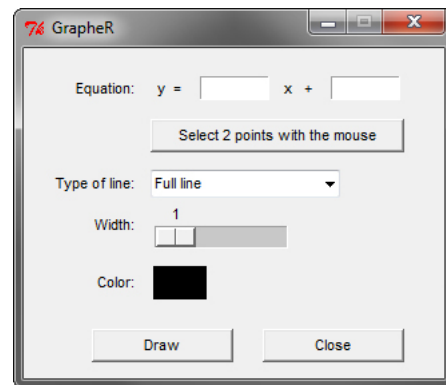 GrapheR
Equation: y = x +
Select 2 points with the mouse
Type of line: Full line
1
Width:
Color:
Draw Close